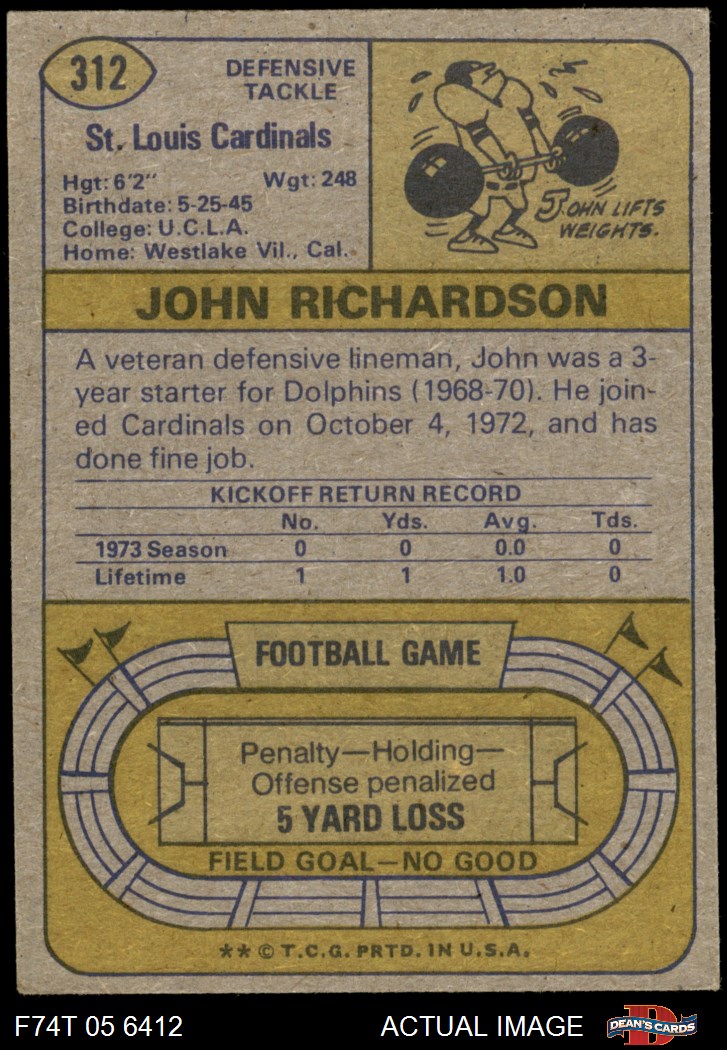 312
DEFENSIVE
TACKLE
St. Louis Cardinals
Hgt: 6'2" Wgt: 248
Birthdate: 5-25-45
College: U.C.L.A.
Home: Westlake Vil., Cal.
JOHN LIFTS
WEIGHTS.
JOHN RICHARDSON
A veteran defensive lineman, John was a 3-
year starter for Dolphins (1968-70). He join-
ed Cardinals on October 4, 1972, and has
done fine job.
KICKOFF RETURN RECORD
No. Yds. Avg. Tds.
1973 Season 0 0 0.0 0
Lifetime 1 1 1.0 0
FOOTBALL GAME
Penalty—Holding—
Offense penalized
5 YARD LOSS
FIELD GOAL—NO GOOD
** © T.C.G. PRTD. IN U.S.A.
F74T 05 6412 ACTUAL IMAGE
DEAN'S CARDS